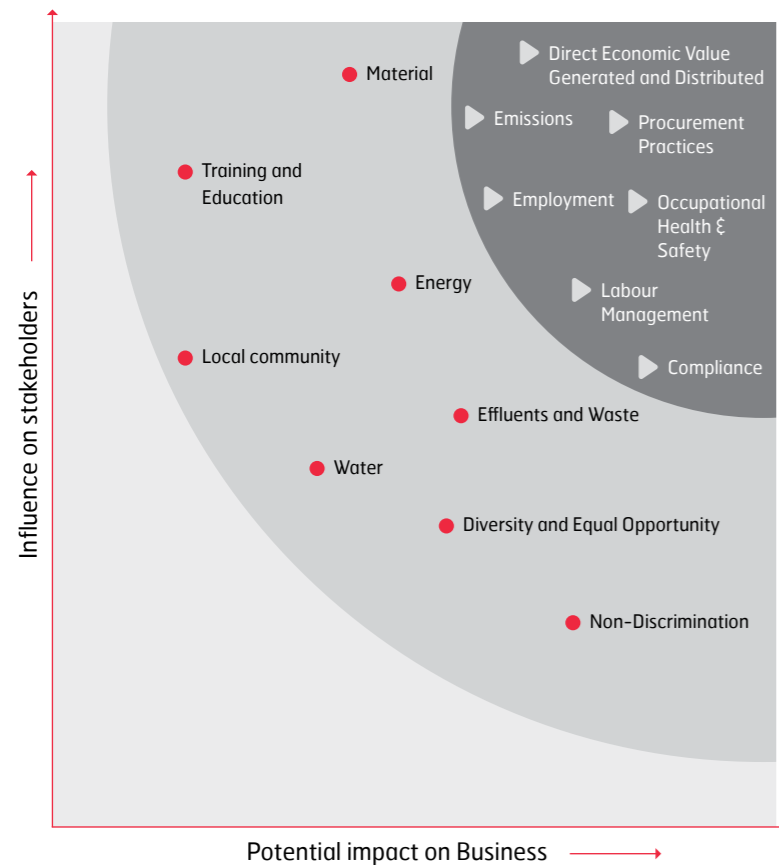 Direct Economic Value
Generated and Distributed
Material
Emissions
Procurement
Practices
Training and
Education
Employment
Occupational
Health &
Safety
Energy
Labour
Management
Local community
Compliance
Effluents and Waste
Water
Diversity and Equal Opportunity
Non-Discrimination
Influence on stakeholders
Potential impact on Business